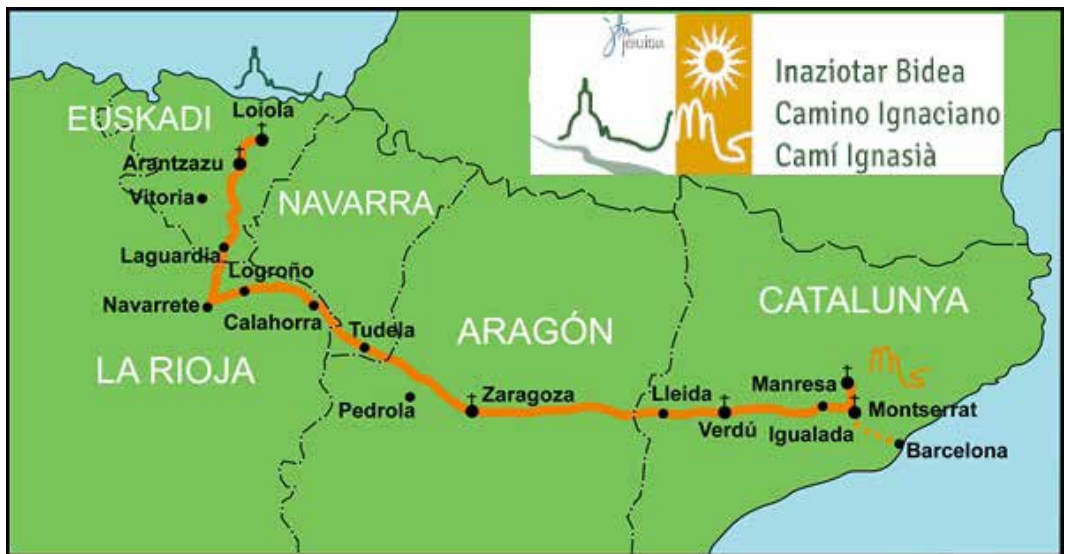 jesuitas
Inaziotar Bidea
Camino Ignaciano
Camí Ignasià
EUSKADI
Loiola
Arantzazu
Vitoria
NAVARRA
Laguardia
Logroño
Navarrete
Calahorra
Tudela
ARAGÓN
CATALUNYA
LA RIOJA
Pedrola
Zaragoza
Lleida
Verdú
Manresa
Igualada
Montserrat
Barcelona